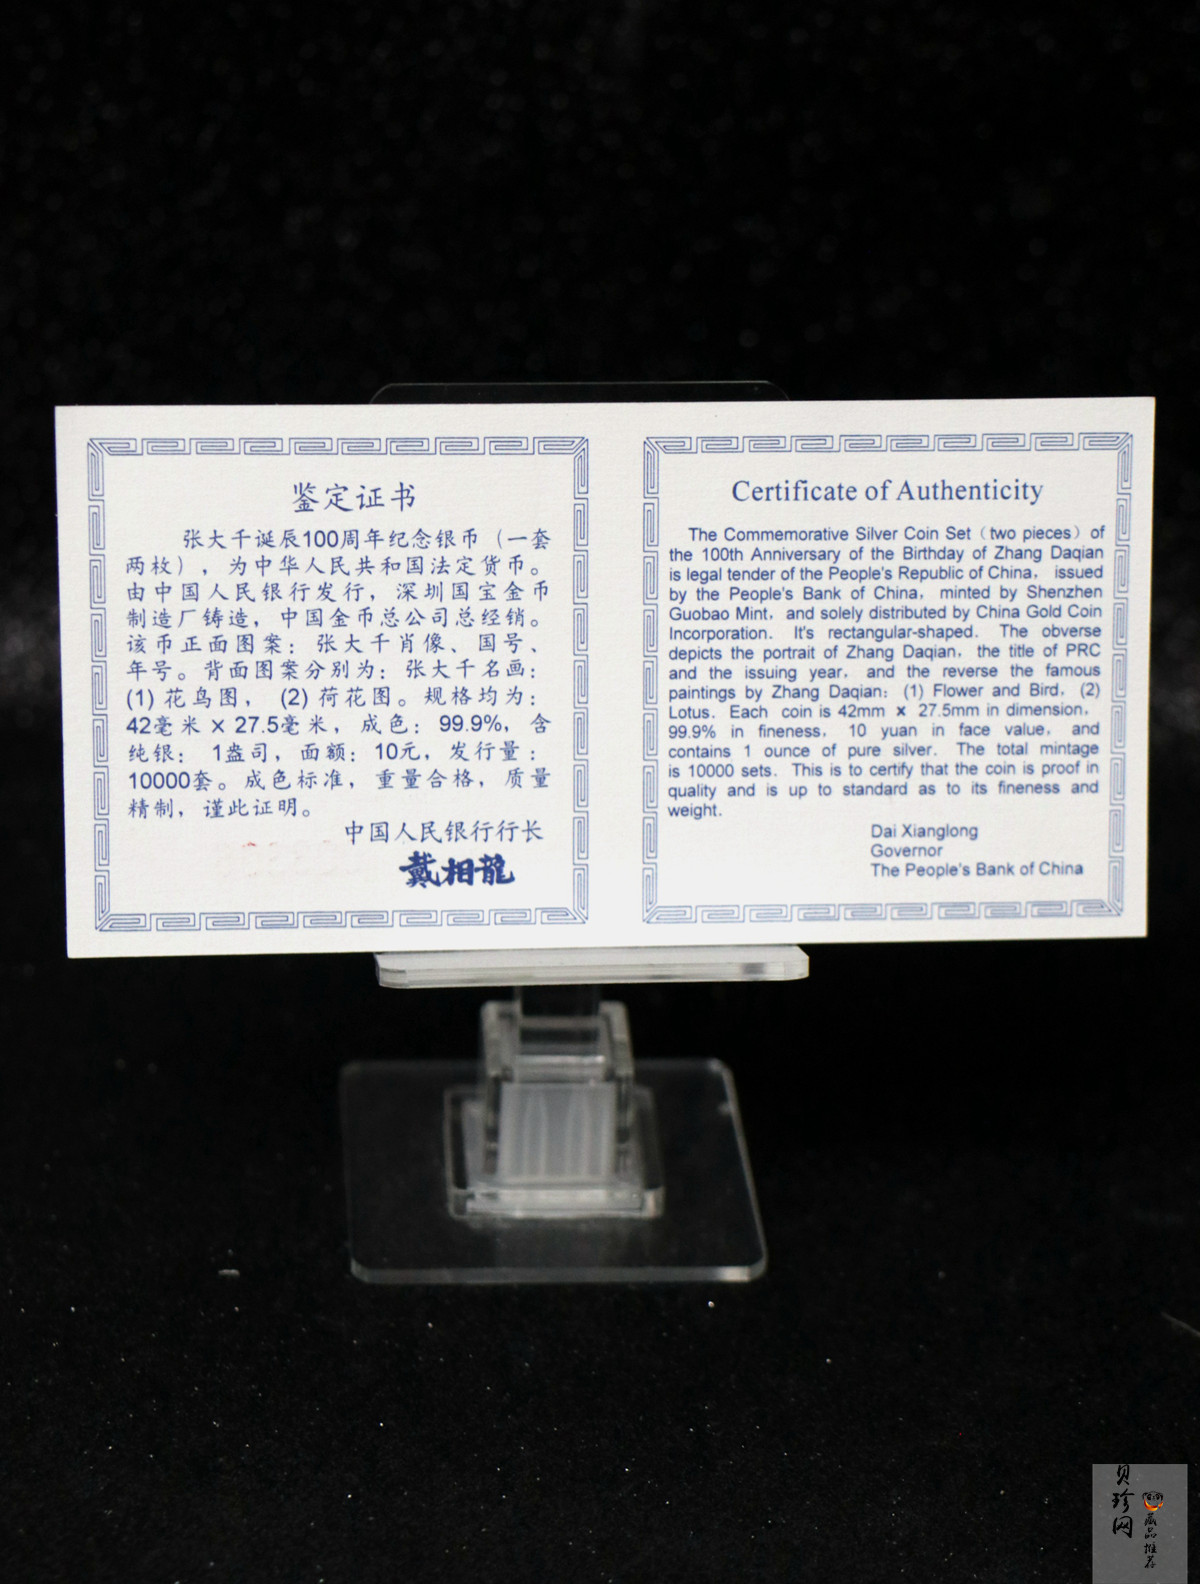 鉴定证书
张大千诞辰100周年纪念银币（一套
两枚），为中华人民共和国法定货币。
由中国人民银行发行，深圳国宝金币
制造厂铸造，中国金币总公司总经销。
该币正面图案：张大千肖像、国号、
年号。背面图案分别为：张大千名画：
(1) 花鸟图， (2) 荷花图。规格均为：
42毫米 × 27.5毫米，成色：99.9%，含
纯银： 1盎司，面额：10元，发行量：
10000套。成色标准，重量合格，质量
精制，谨此证明。
中国人民银行行长
戴相龍
Certificate of Authenticity
The Commemorative Silver Coin Set（two pieces）of
the 100th Anniversary of the Birthday of Zhang Daqian
is legal tender of the People's Republic of China， issued
by the People's Bank of China，minted by Shenzhen
Guobao Mint，and solely distributed by China Gold Coin
Incorporation． It's rectangular-shaped． The obverse
depicts the portrait of Zhang Daqian，the title of PRC
and the issuing year， and the reverse the famous
paintings by Zhang Daqian：(1) Flower and Bird，(2)
Lotus．Each coin is 42mm × 27.5mm in dimension，
99.9% in fineness， 10 yuan in face value， and
contains 1 ounce of pure silver． The total mintage
is 10000 sets．This is to certify that the coin is proof in
quality and is up to standard as to its fineness and
weight．
Dai Xianglong
Governor
The People's Bank of China
贝珍网
藏品推荐